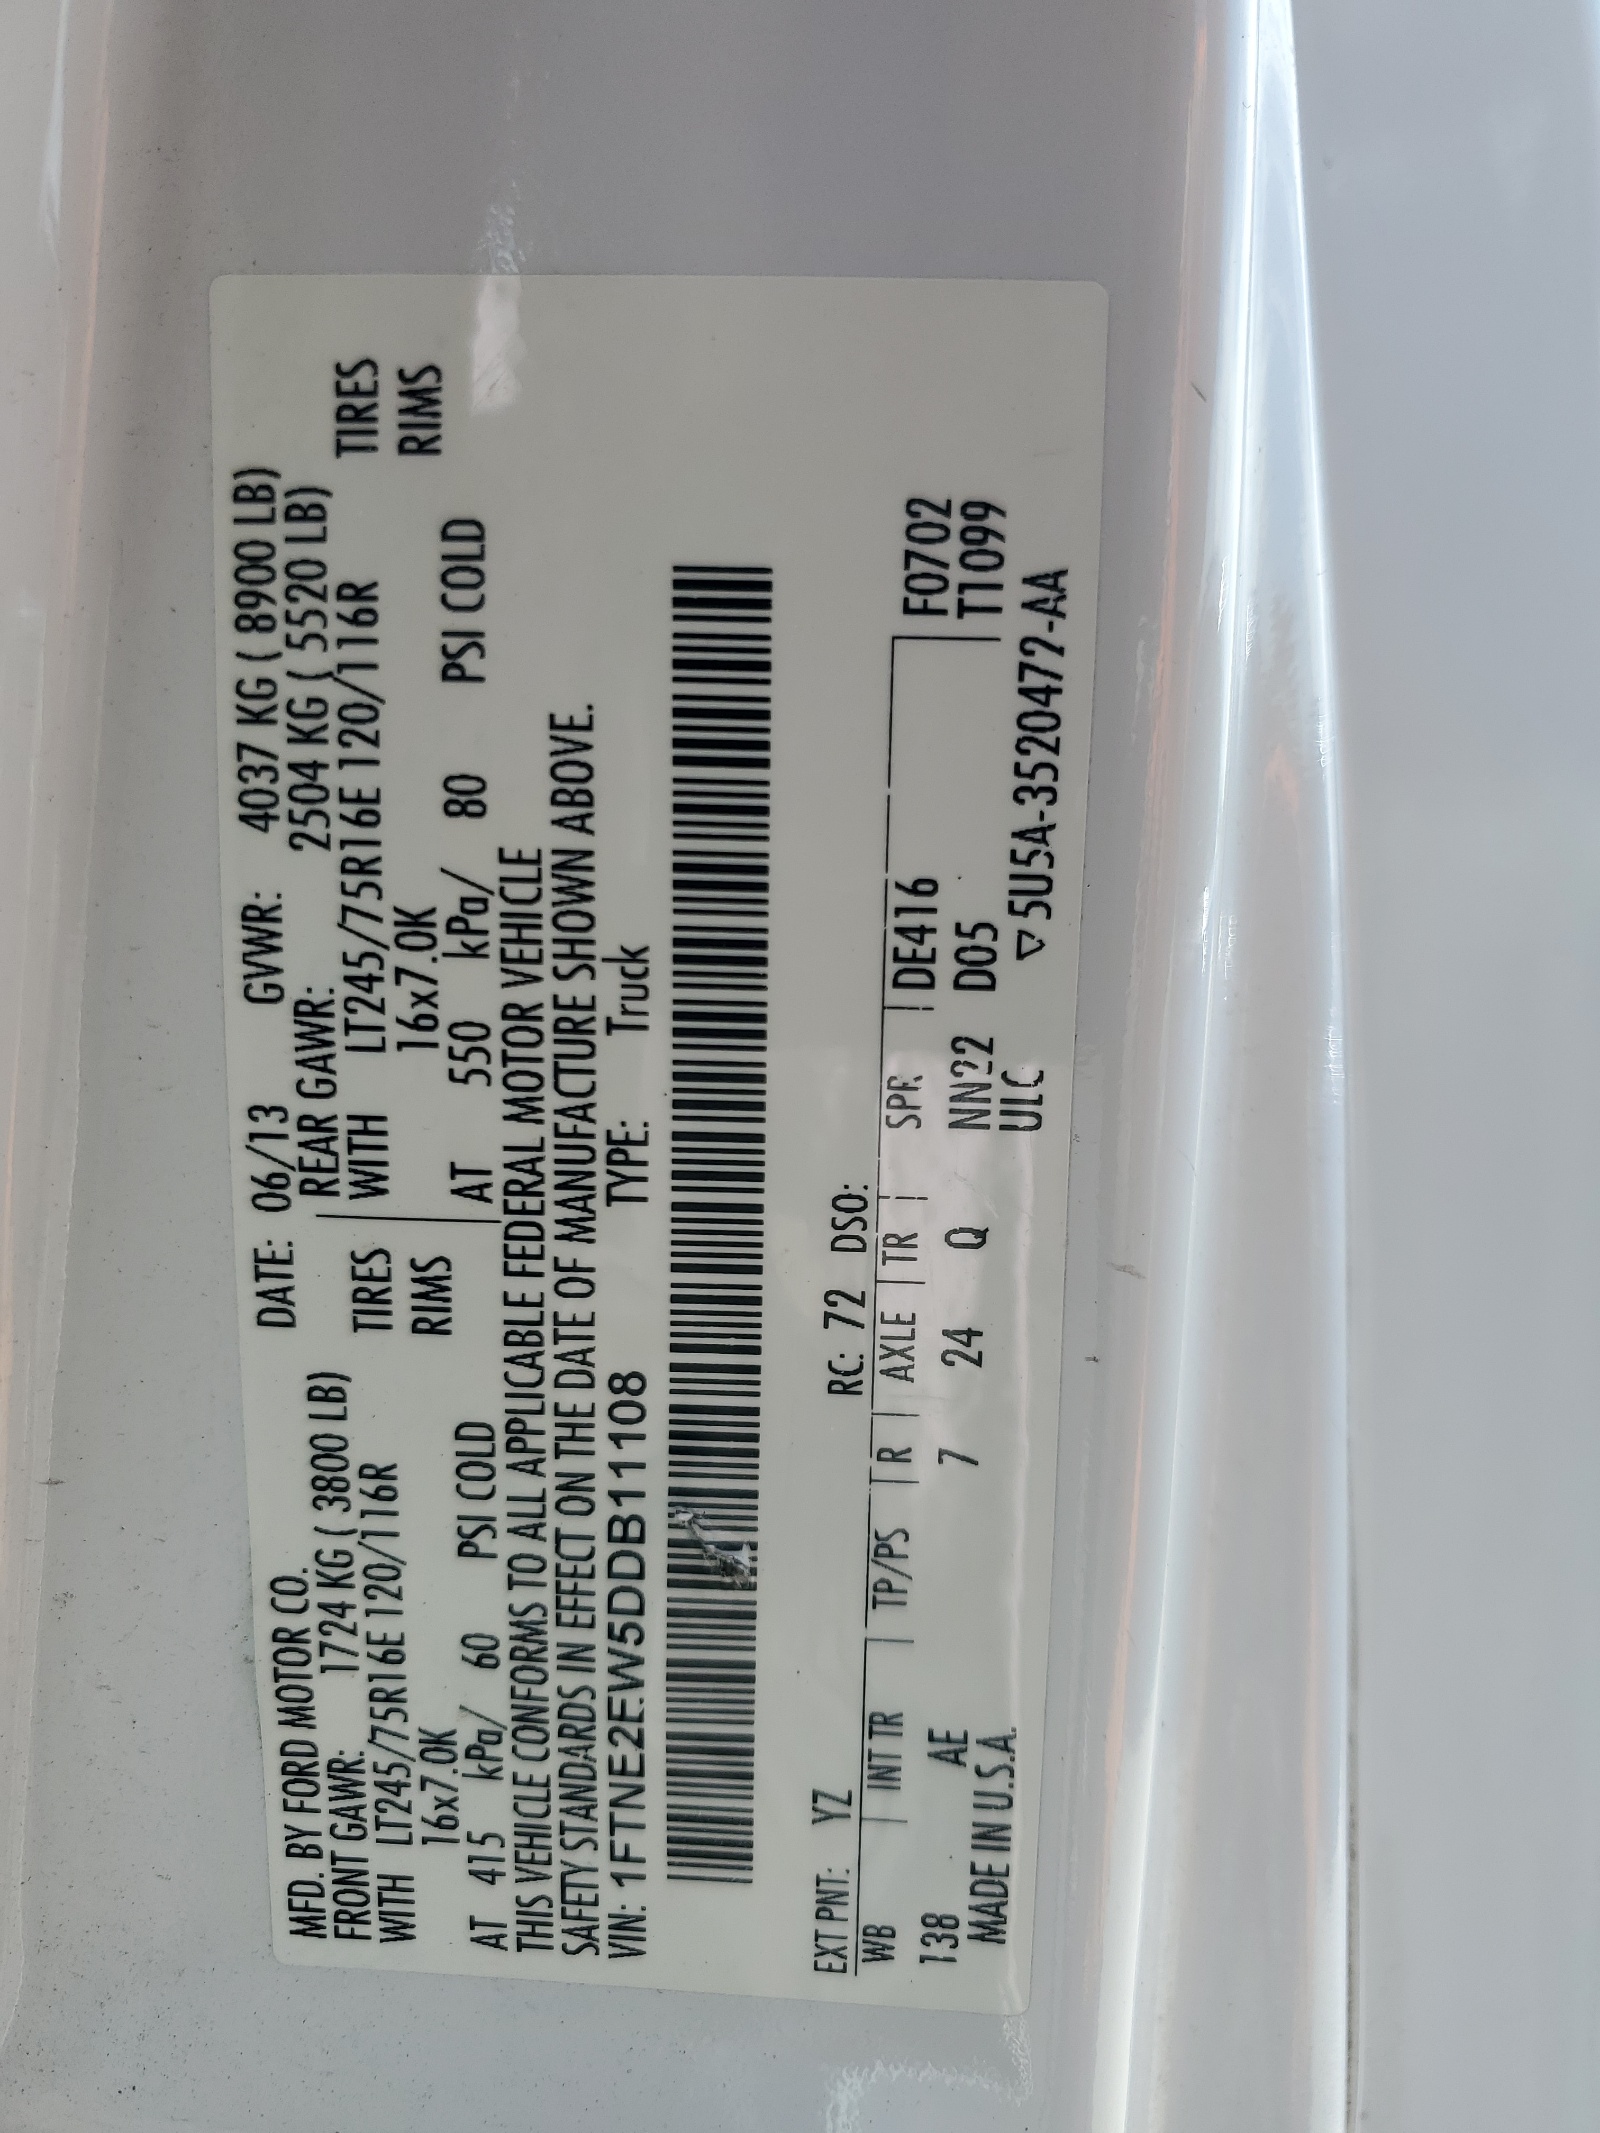 MFD. BY FORD MOTOR CO. DATE: 06/13 GVWR: 4037 KG ( 8900 LB)
FRONT GAWR: 1724 KG ( 3800 LB) REAR GAWR: 2504 KG ( 5520 LB)
WITH LT245/75R16E 120/116R TIRES WITH LT245/75R16E 120/116R TIRES
16x7.0K RIMS 16x7.0K RIMS
AT 415 kPa/ 60 PSI COLD AT 550 kPa/ 80 PSI COLD
THIS VEHICLE CONFORMS TO ALL APPLICABLE FEDERAL MOTOR VEHICLE
SAFETY STANDARDS IN EFFECT ON THE DATE OF MANUFACTURE SHOWN ABOVE.
VIN: 1FTNE2EW5DDB11108 TYPE: Truck
EXT PNT: YZ RC: 72 DSO:
WB | INT TR | TP/PS | R | AXLE | TR | SPR | DE416 F0702
138 AE 7 24 Q NN22 D05 T1099
MADE IN U.S.A. ULC ▽ 5U5A-3520472-AA